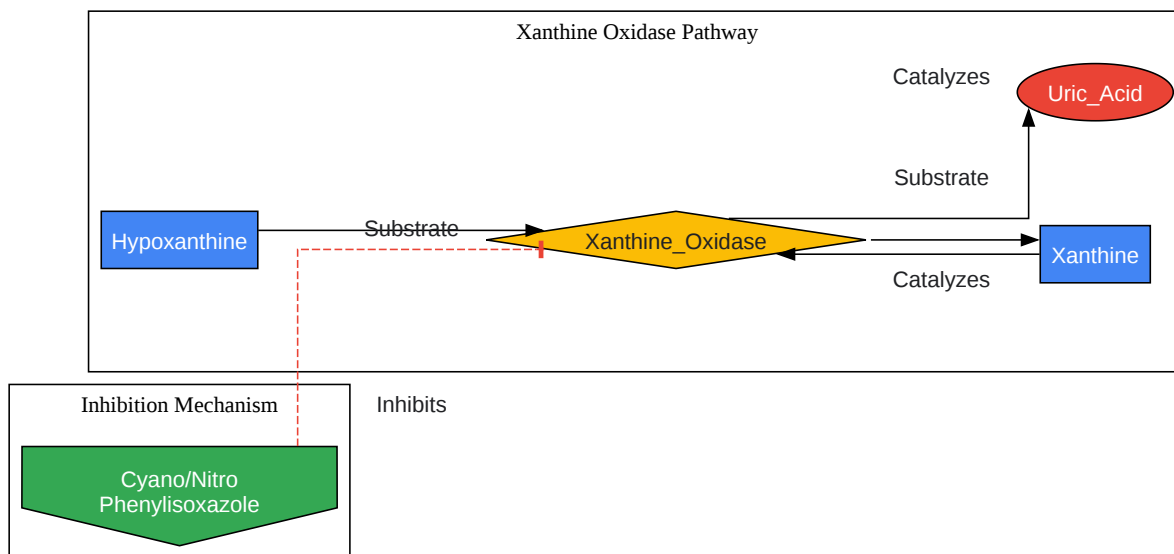 Xanthine Oxidase Pathway
Catalyzes
Uric_Acid
Substrate
Hypoxanthine
Substrate
Xanthine_Oxidase
Xanthine
Catalyzes
Inhibition Mechanism
Inhibits
Cyano/Nitro
Phenylisoxazole